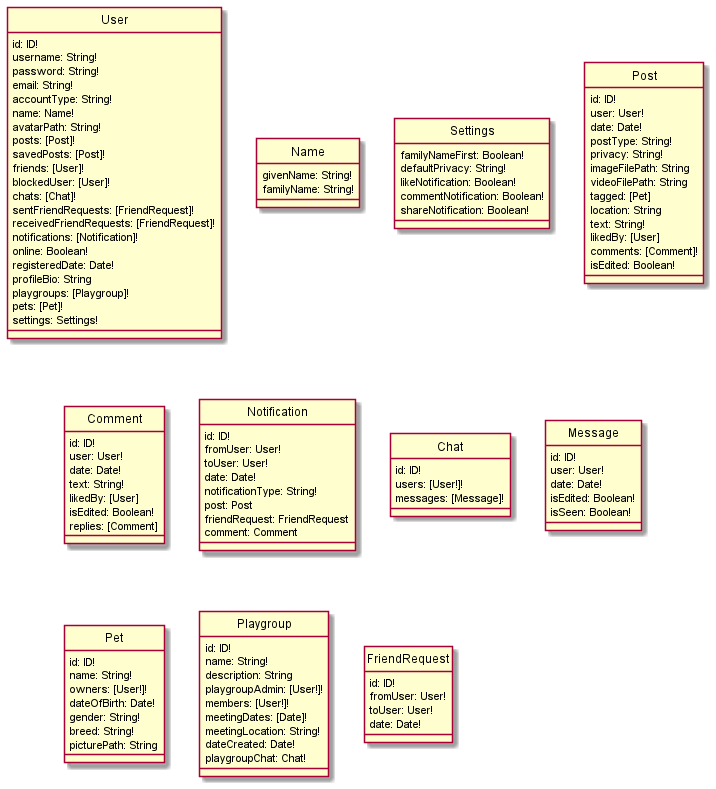 User
id: ID!
username: String!
password: String!
email: String!
accountType: String!
name: Name!
avatarPath: String!
posts: [Post]!
savedPosts: [Post]!
friends: [User]!
blockedUser: [User]!
chats: [Chat]!
sentFriendRequests: [FriendRequest]!
receivedFriendRequests: [FriendRequest]!
notifications: [Notification]!
online: Boolean!
registeredDate: Date!
profileBio: String
playgroups: [Playgroup]!
pets: [Pet]!
settings: Settings!
Name
givenName: String!
familyName: String!
Settings
familyNameFirst: Boolean!
defaultPrivacy: String!
likeNotification: Boolean!
commentNotification: Boolean!
shareNotification: Boolean!
Post
id: ID!
user: User!
date: Date!
postType: String!
privacy: String!
imageFilePath: String
videoFilePath: String
tagged: [Pet]
location: String
text: String!
likedBy: [User]
comments: [Comment]!
isEdited: Boolean!
Comment
id: ID!
user: User!
date: Date!
text: String!
likedBy: [User]
isEdited: Boolean!
replies: [Comment]
Notification
id: ID!
fromUser: User!
toUser: User!
date: Date!
notificationType: String!
post: Post
friendRequest: FriendRequest
comment: Comment
Chat
id: ID!
users: [User!]!
messages: [Message]!
Message
id: ID!
user: User!
date: Date!
isEdited: Boolean!
isSeen: Boolean!
Pet
id: ID!
name: String!
owners: [User!]!
dateOfBirth: Date!
gender: String!
breed: String!
picturePath: String
Playgroup
id: ID!
name: String!
description: String
playgroupAdmin: [User!]!
members: [User!]!
meetingDates: [Date]!
meetingLocation: String!
dateCreated: Date!
playgroupChat: Chat!
FriendRequest
id: ID!
fromUser: User!
toUser: User!
date: Date!